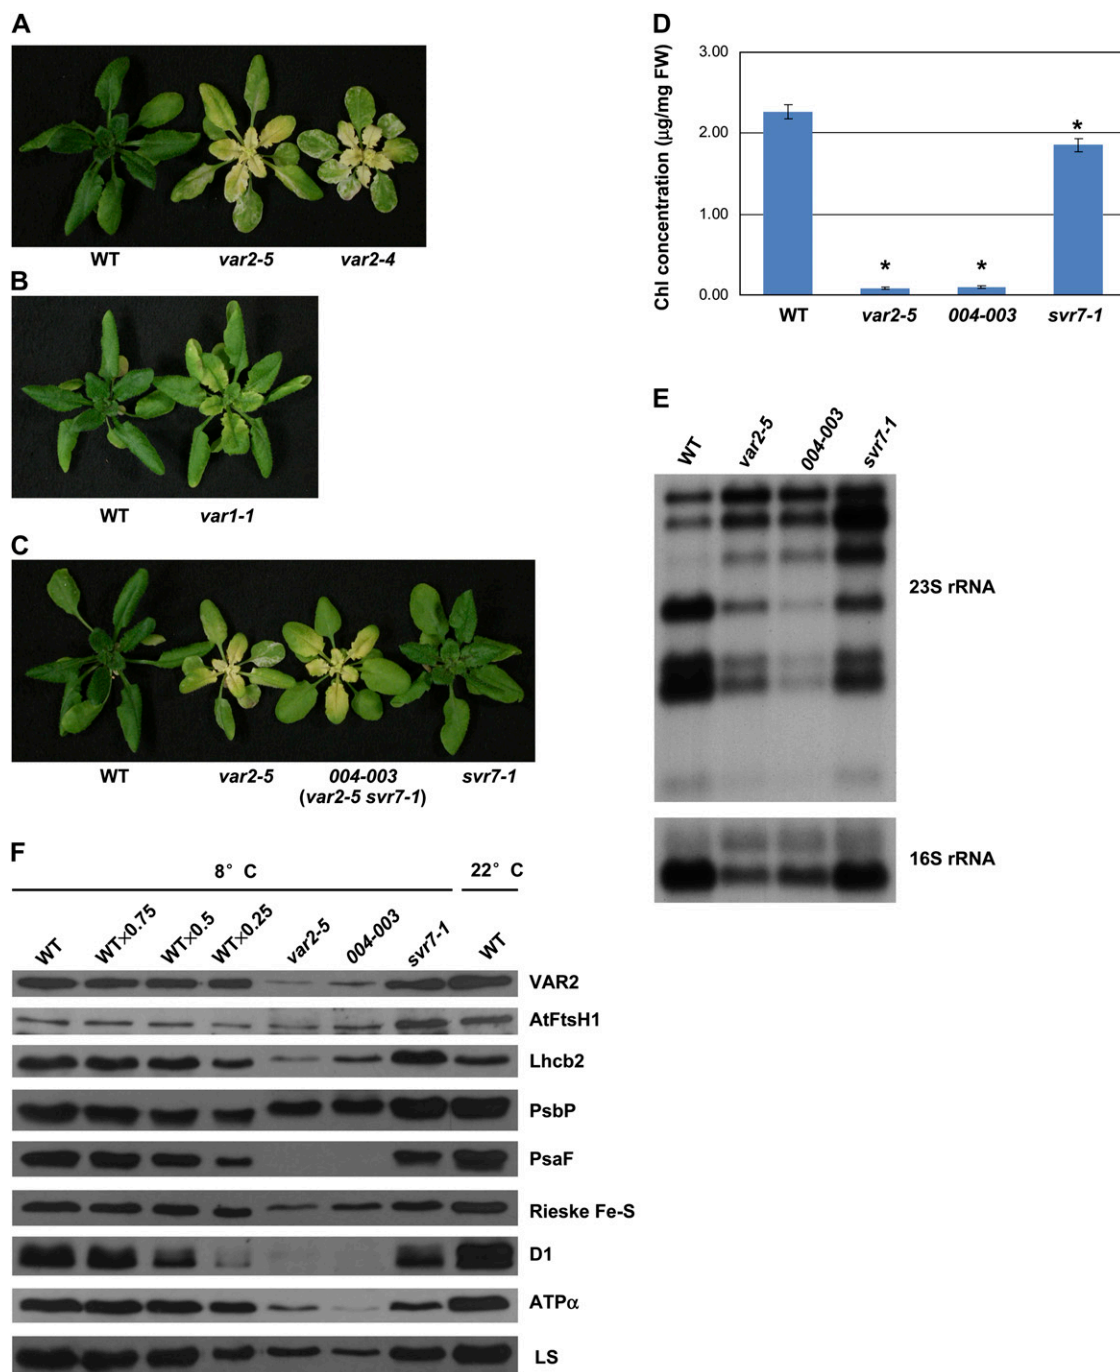 A
WT var2-5 var2-4
B
WT var1-1
C
WT var2-5 004-003 svr7-1
(var2-5 svr7-1)
D
Chl concentration (µg/mg FW)
3.00
2.00
1.00
0.00
*
*
*
WT var2-5 004-003 svr7-1
E
WT var2-5 004-003 svr7-1
23S rRNA
16S rRNA
F
8° C 22° C
WT WT×0.75 WT×0.5 WT×0.25 var2-5 004-003 svr7-1 WT
VAR2
AtFtsH1
Lhcb2
PsbP
PsaF
Rieske Fe-S
D1
ATPα
LS